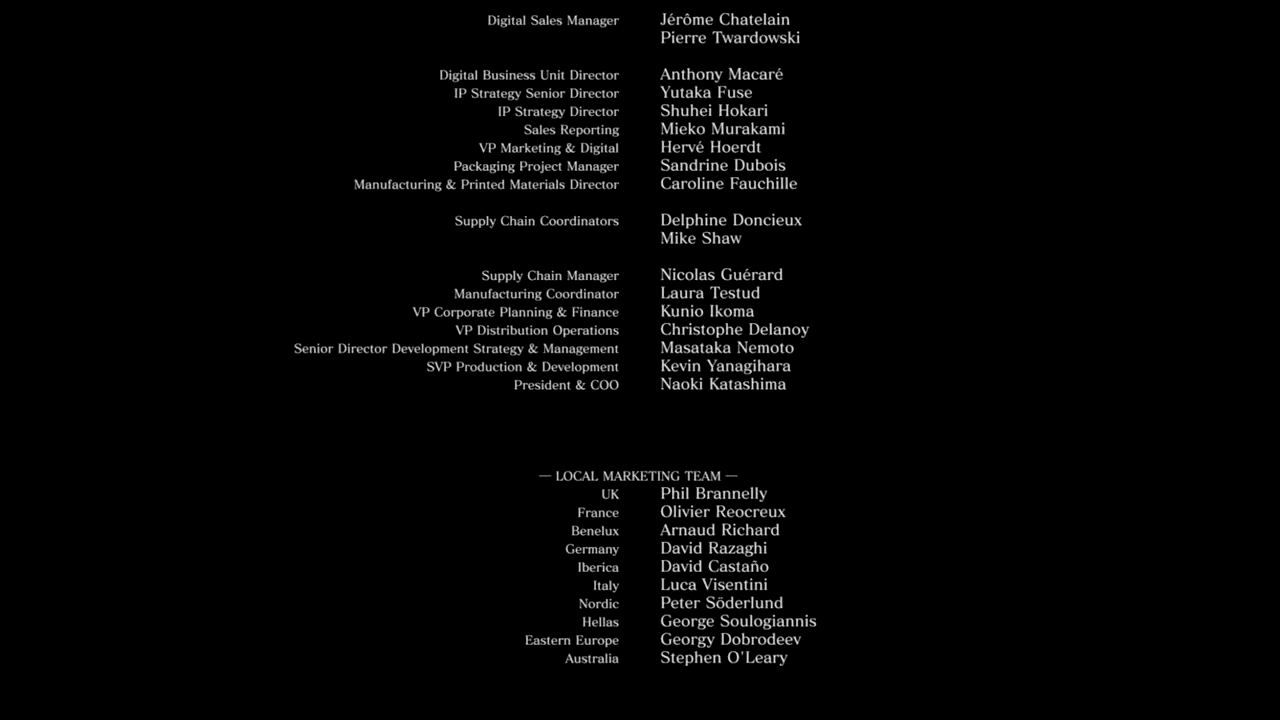 Digital Sales Manager Jérôme Chatelain
Pierre Twardowski
Digital Business Unit Director Anthony Macaré
IP Strategy Senior Director Yutaka Fuse
IP Strategy Director Shuhei Hokari
Sales Reporting Mieko Murakami
VP Marketing & Digital Hervé Hoerdt
Packaging Project Manager Sandrine Dubois
Manufacturing & Printed Materials Director Caroline Fauchille
Supply Chain Coordinators Delphine Doncieux
Mike Shaw
Supply Chain Manager Nicolas Guérard
Manufacturing Coordinator Laura Testud
VP Corporate Planning & Finance Kunio Ikoma
VP Distribution Operations Christophe Delanoy
Senior Director Development Strategy & Management Masataka Nemoto
SVP Production & Development Kevin Yanagihara
President & COO Naoki Katashima
— LOCAL MARKETING TEAM —
UK Phil Brannelly
France Olivier Reocreux
Benelux Arnaud Richard
Germany David Razaghi
Iberica David Castaño
Italy Luca Visentini
Nordic Peter Söderlund
Hellas George Soulogiannis
Eastern Europe Georgy Dobrodeev
Australia Stephen O'Leary